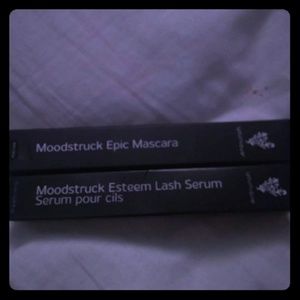 Moodstruck Epic Mascara
Moodstruck Esteem Lash Serum
Serum pour cils